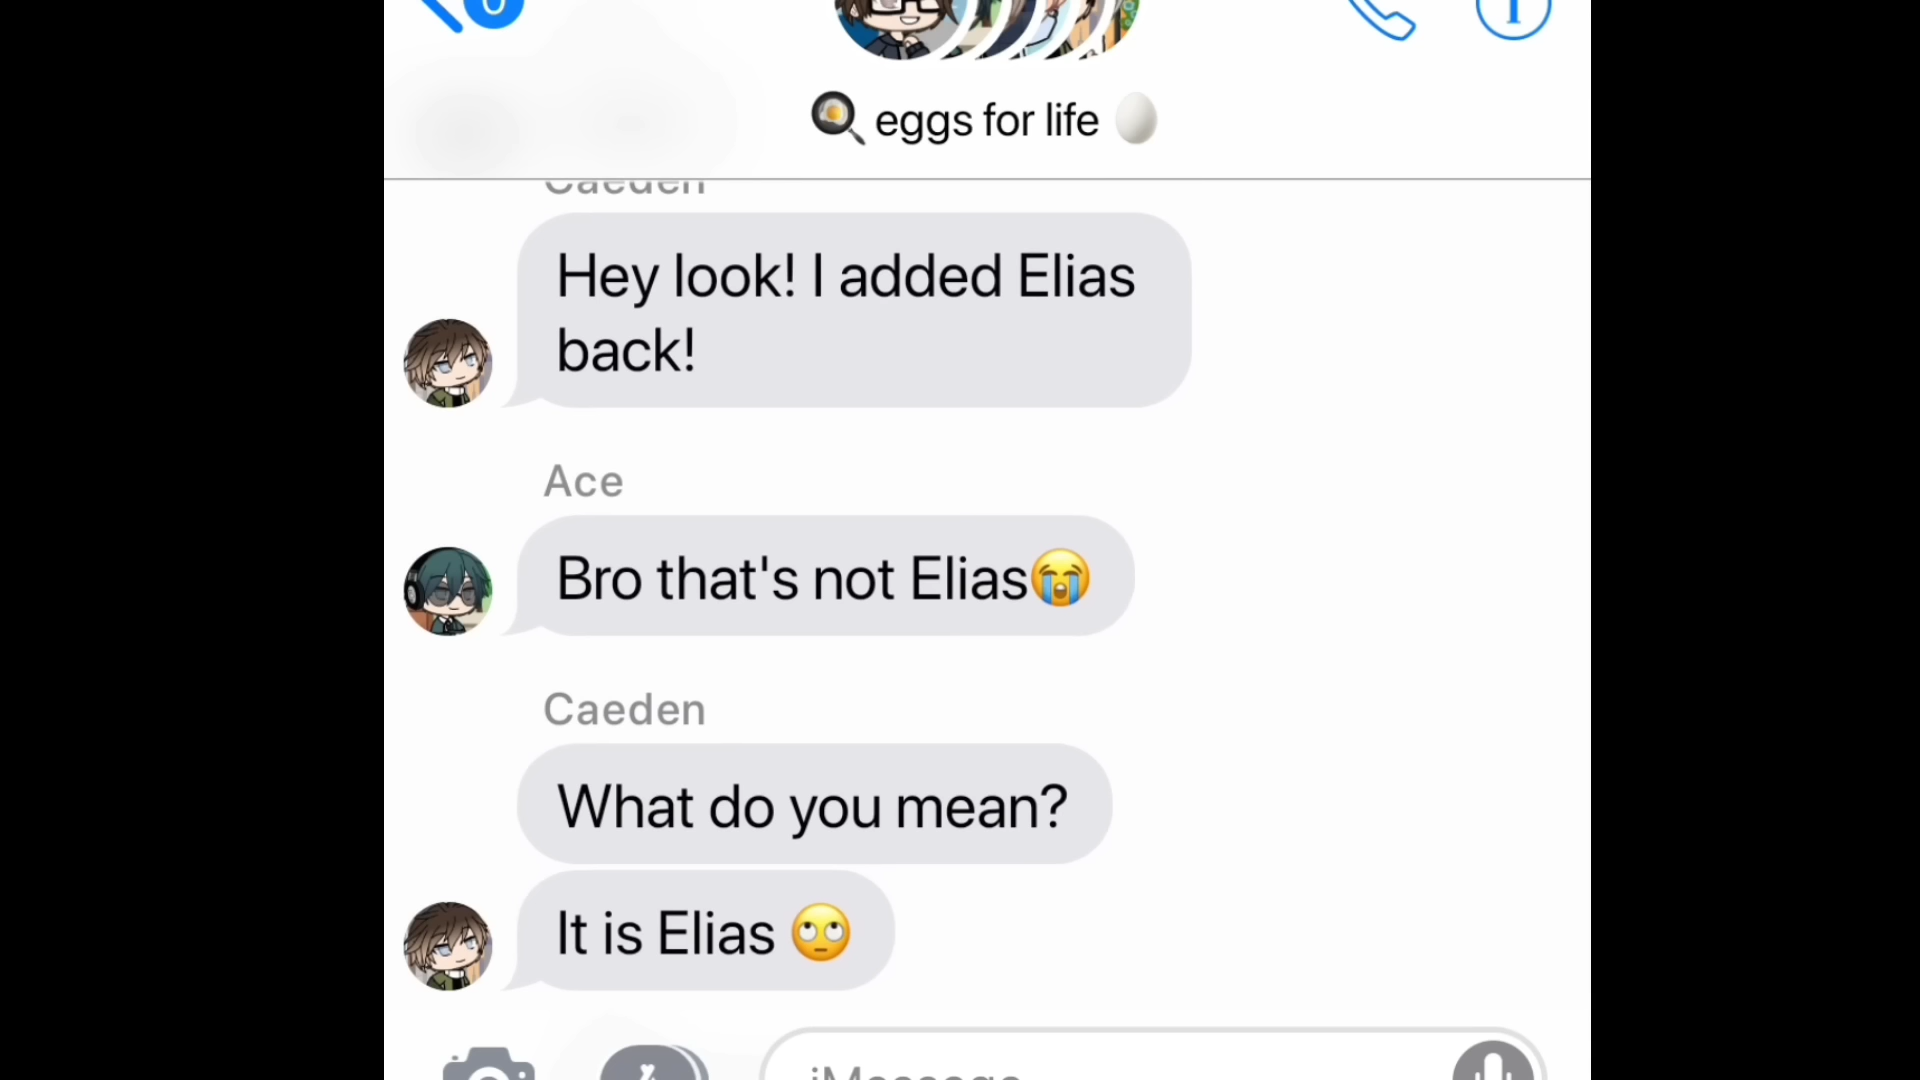 0
🍳 eggs for life 🥚
Caeden
Hey look! I added Elias
back!
Ace
Bro that's not Elias😭
Caeden
What do you mean?
It is Elias 🙄
iMessage